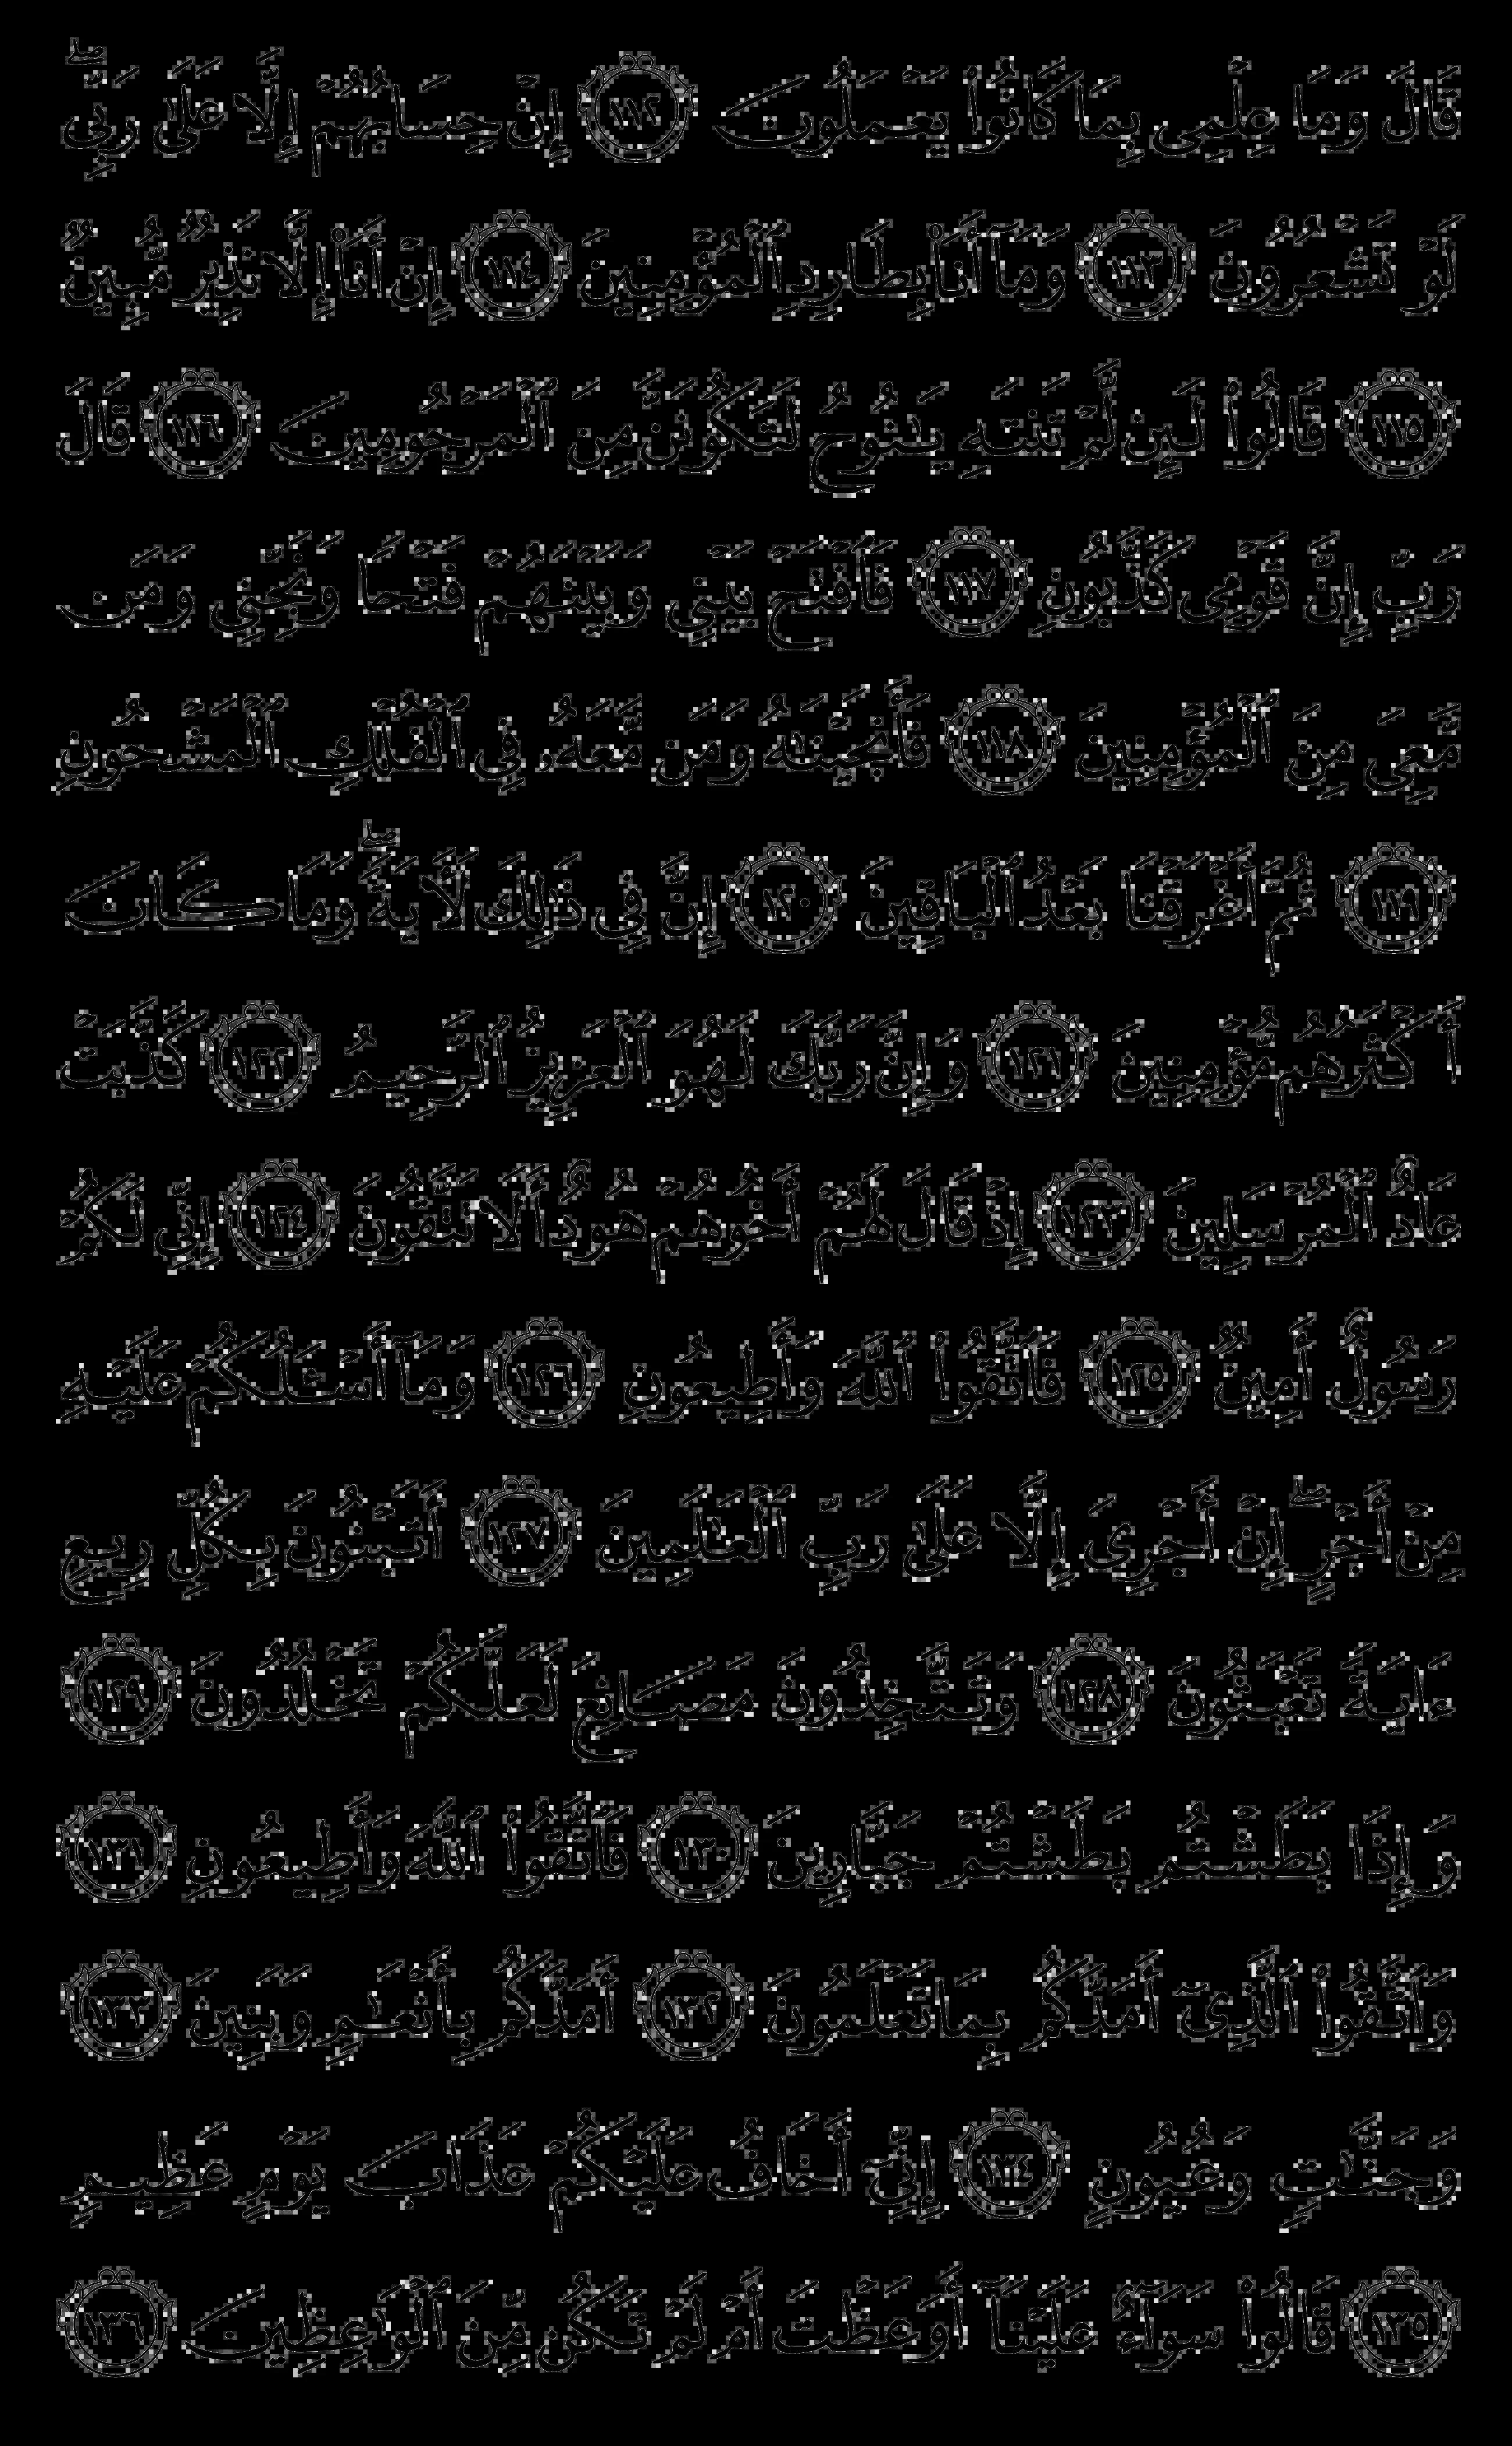 قَالَ وَمَا عِلْمِى بِمَا كَانُوا۟ يَعْمَلُونَ ١١٢ إِنْ حِسَابُهُمْ إِلَّا عَلَىٰ رَبِّى ۖ
لَوْ تَشْعُرُونَ ١١٣ وَمَآ أَنَا۠ بِطَارِدِ ٱلْمُؤْمِنِينَ ١١٤ إِنْ أَنَا۠ إِلَّا نَذِيرٌ مُّبِينٌ
١١٥ قَالُوا۟ لَئِن لَّمْ تَنتَهِ يَـٰنُوحُ لَتَكُونَنَّ مِنَ ٱلْمَرْجُومِينَ ١١٦ قَالَ
رَبِّ إِنَّ قَوْمِى كَذَّبُونِ ١١٧ فَٱفْتَحْ بَيْنِى وَبَيْنَهُمْ فَتْحًا وَنَجِّنِى وَمَن
مَّعِىَ مِنَ ٱلْمُؤْمِنِينَ ١١٨ فَأَنجَيْنَـٰهُ وَمَن مَّعَهُۥ فِى ٱلْفُلْكِ ٱلْمَشْحُونِ
١١٩ ثُمَّ أَغْرَقْنَا بَعْدُ ٱلْبَاقِينَ ١٢٠ إِنَّ فِى ذَٰلِكَ لَـَٔايَةً ۖ وَمَا كَانَ
أَكْثَرُهُم مُّؤْمِنِينَ ١٢١ وَإِنَّ رَبَّكَ لَهُوَ ٱلْعَزِيزُ ٱلرَّحِيمُ ١٢٢ كَذَّبَتْ
عَادٌ ٱلْمُرْسَلِينَ ١٢٣ إِذْ قَالَ لَهُمْ أَخُوهُمْ هُودٌ أَلَا تَتَّقُونَ ١٢٤ إِنِّى لَكُمْ
رَسُولٌ أَمِينٌ ١٢٥ فَٱتَّقُوا۟ ٱللَّهَ وَأَطِيعُونِ ١٢٦ وَمَآ أَسْـَٔلُكُمْ عَلَيْهِ
مِنْ أَجْرٍ ۖ إِنْ أَجْرِىَ إِلَّا عَلَىٰ رَبِّ ٱلْعَـٰلَمِينَ ١٢٧ أَتَبْنُونَ بِكُلِّ رِيعٍ
ءَايَةً تَعْبَثُونَ ١٢٨ وَتَتَّخِذُونَ مَصَانِعَ لَعَلَّكُمْ تَخْلُدُونَ ١٢٩
وَإِذَا بَطَشْتُم بَطَشْتُمْ جَبَّارِينَ ١٣٠ فَٱتَّقُوا۟ ٱللَّهَ وَأَطِيعُونِ ١٣١
وَٱتَّقُوا۟ ٱلَّذِىٓ أَمَدَّكُم بِمَا تَعْلَمُونَ ١٣٢ أَمَدَّكُم بِأَنْعَـٰمٍ وَبَنِينَ ١٣٣
وَجَنَّـٰتٍ وَعُيُونٍ ١٣٤ إِنِّىٓ أَخَافُ عَلَيْكُمْ عَذَابَ يَوْمٍ عَظِيمٍ
١٣٥ قَالُوا۟ سَوَآءٌ عَلَيْنَآ أَوَعَظْتَ أَمْ لَمْ تَكُن مِّنَ ٱلْوَٰعِظِينَ ١٣٦